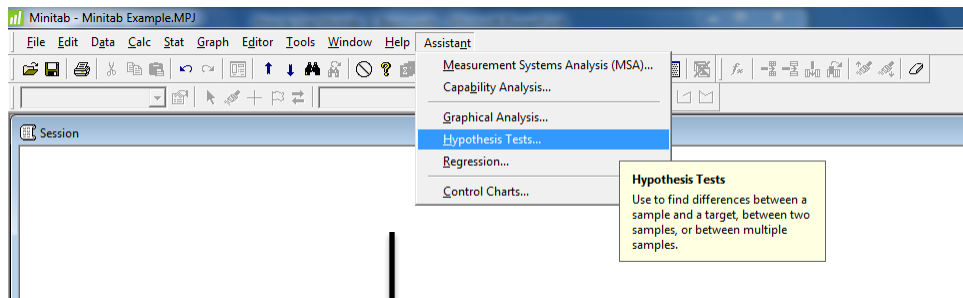 Minitab - Minitab Example.MPJ
File Edit Data Calc Stat Graph Editor Tools Window Help Assistant
Measurement Systems Analysis (MSA)...
Capability Analysis...
Graphical Analysis...
Hypothesis Tests...
Regression...
Control Charts...
Session
Hypothesis Tests
Use to find differences between a
sample and a target, between two
samples, or between multiple
samples.